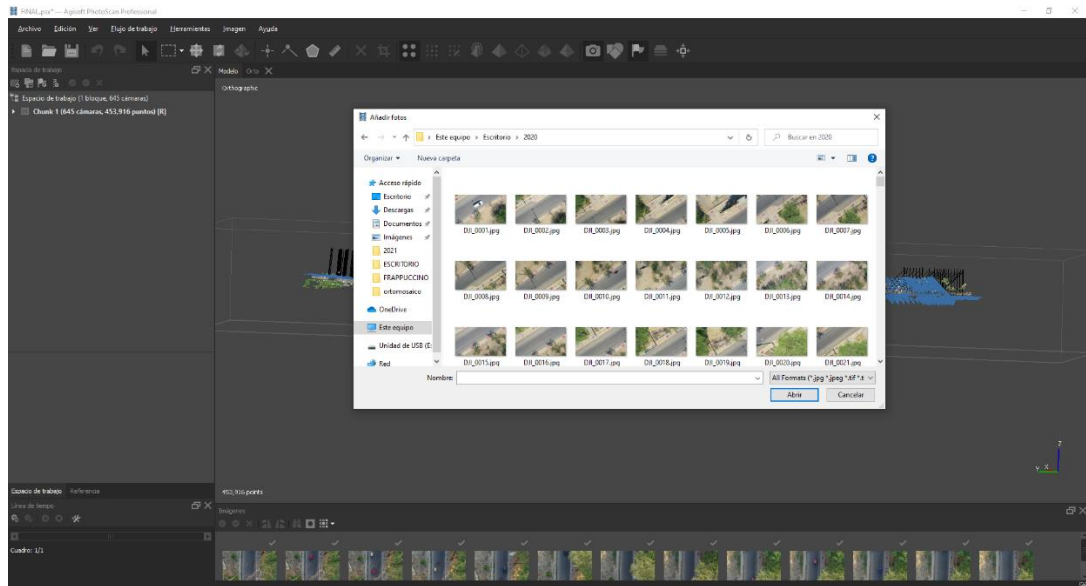 FINAL.psx* — Agisoft PhotoScan Professional
Archivo Edición Ver Flujo de trabajo Herramientas Imagen Ayuda
Espacio de trabajo
Modelo Orto
Espacio de trabajo (1 bloque, 645 cámaras)
Chunk 1 (645 cámaras, 453,916 puntos) [R]
Orthographic
Añadir fotos
Este equipo > Escritorio > 2020
Buscar en 2020
Organizar Nueva carpeta
Acceso rápido
Escritorio
Descargas
Documentos
Imágenes
2021
ESCRITORIO
FRAPPUCCINO
ortomosaico
OneDrive
Este equipo
Unidad de USB (E:
Red
DJI_0001.jpg DJI_0002.jpg DJI_0003.jpg DJI_0004.jpg DJI_0005.jpg DJI_0006.jpg DJI_0007.jpg
DJI_0008.jpg DJI_0009.jpg DJI_0010.jpg DJI_0011.jpg DJI_0012.jpg DJI_0013.jpg DJI_0014.jpg
DJI_0015.jpg DJI_0016.jpg DJI_0017.jpg DJI_0018.jpg DJI_0019.jpg DJI_0020.jpg DJI_0021.jpg
Nombre:
All Formats (*.jpg *.jpeg *.tif *.t
Abrir Cancelar
Z
Y X
453,916 points
Espacio de trabajo Referencia
Línea de tiempo
Imágenes
Cuadro: 1/1